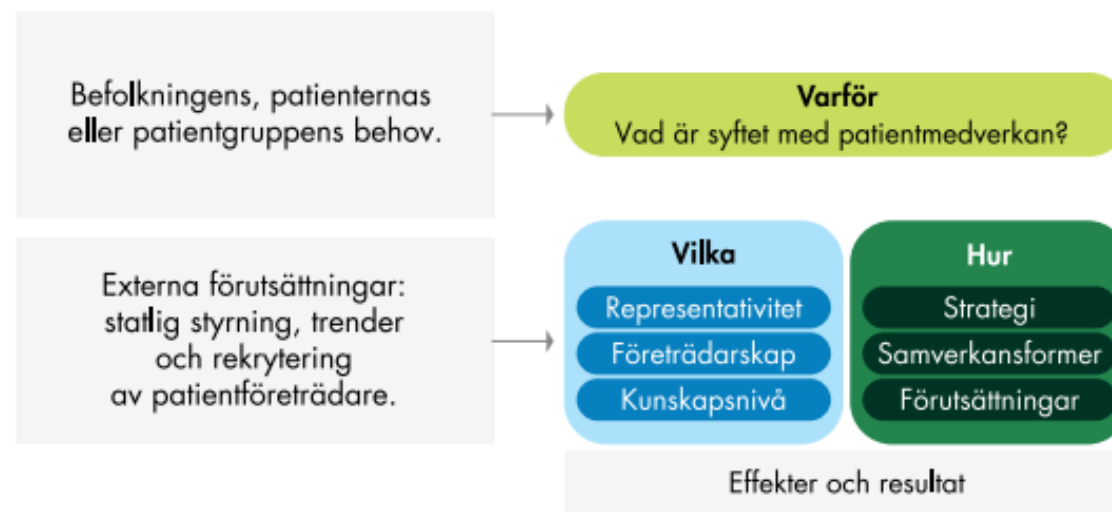 Befolkningens, patienternas
eller patientgruppens behov.
Varför
Vad är syftet med patientmedverkan?
Externa förutsättningar:
statlig styrning, trender
och rekrytering
av patientföreträdare.
Vilka
Representativitet
Företrädarskap
Kunskapsnivå
Hur
Strategi
Samverkansformer
Förutsättningar
Effekter och resultat